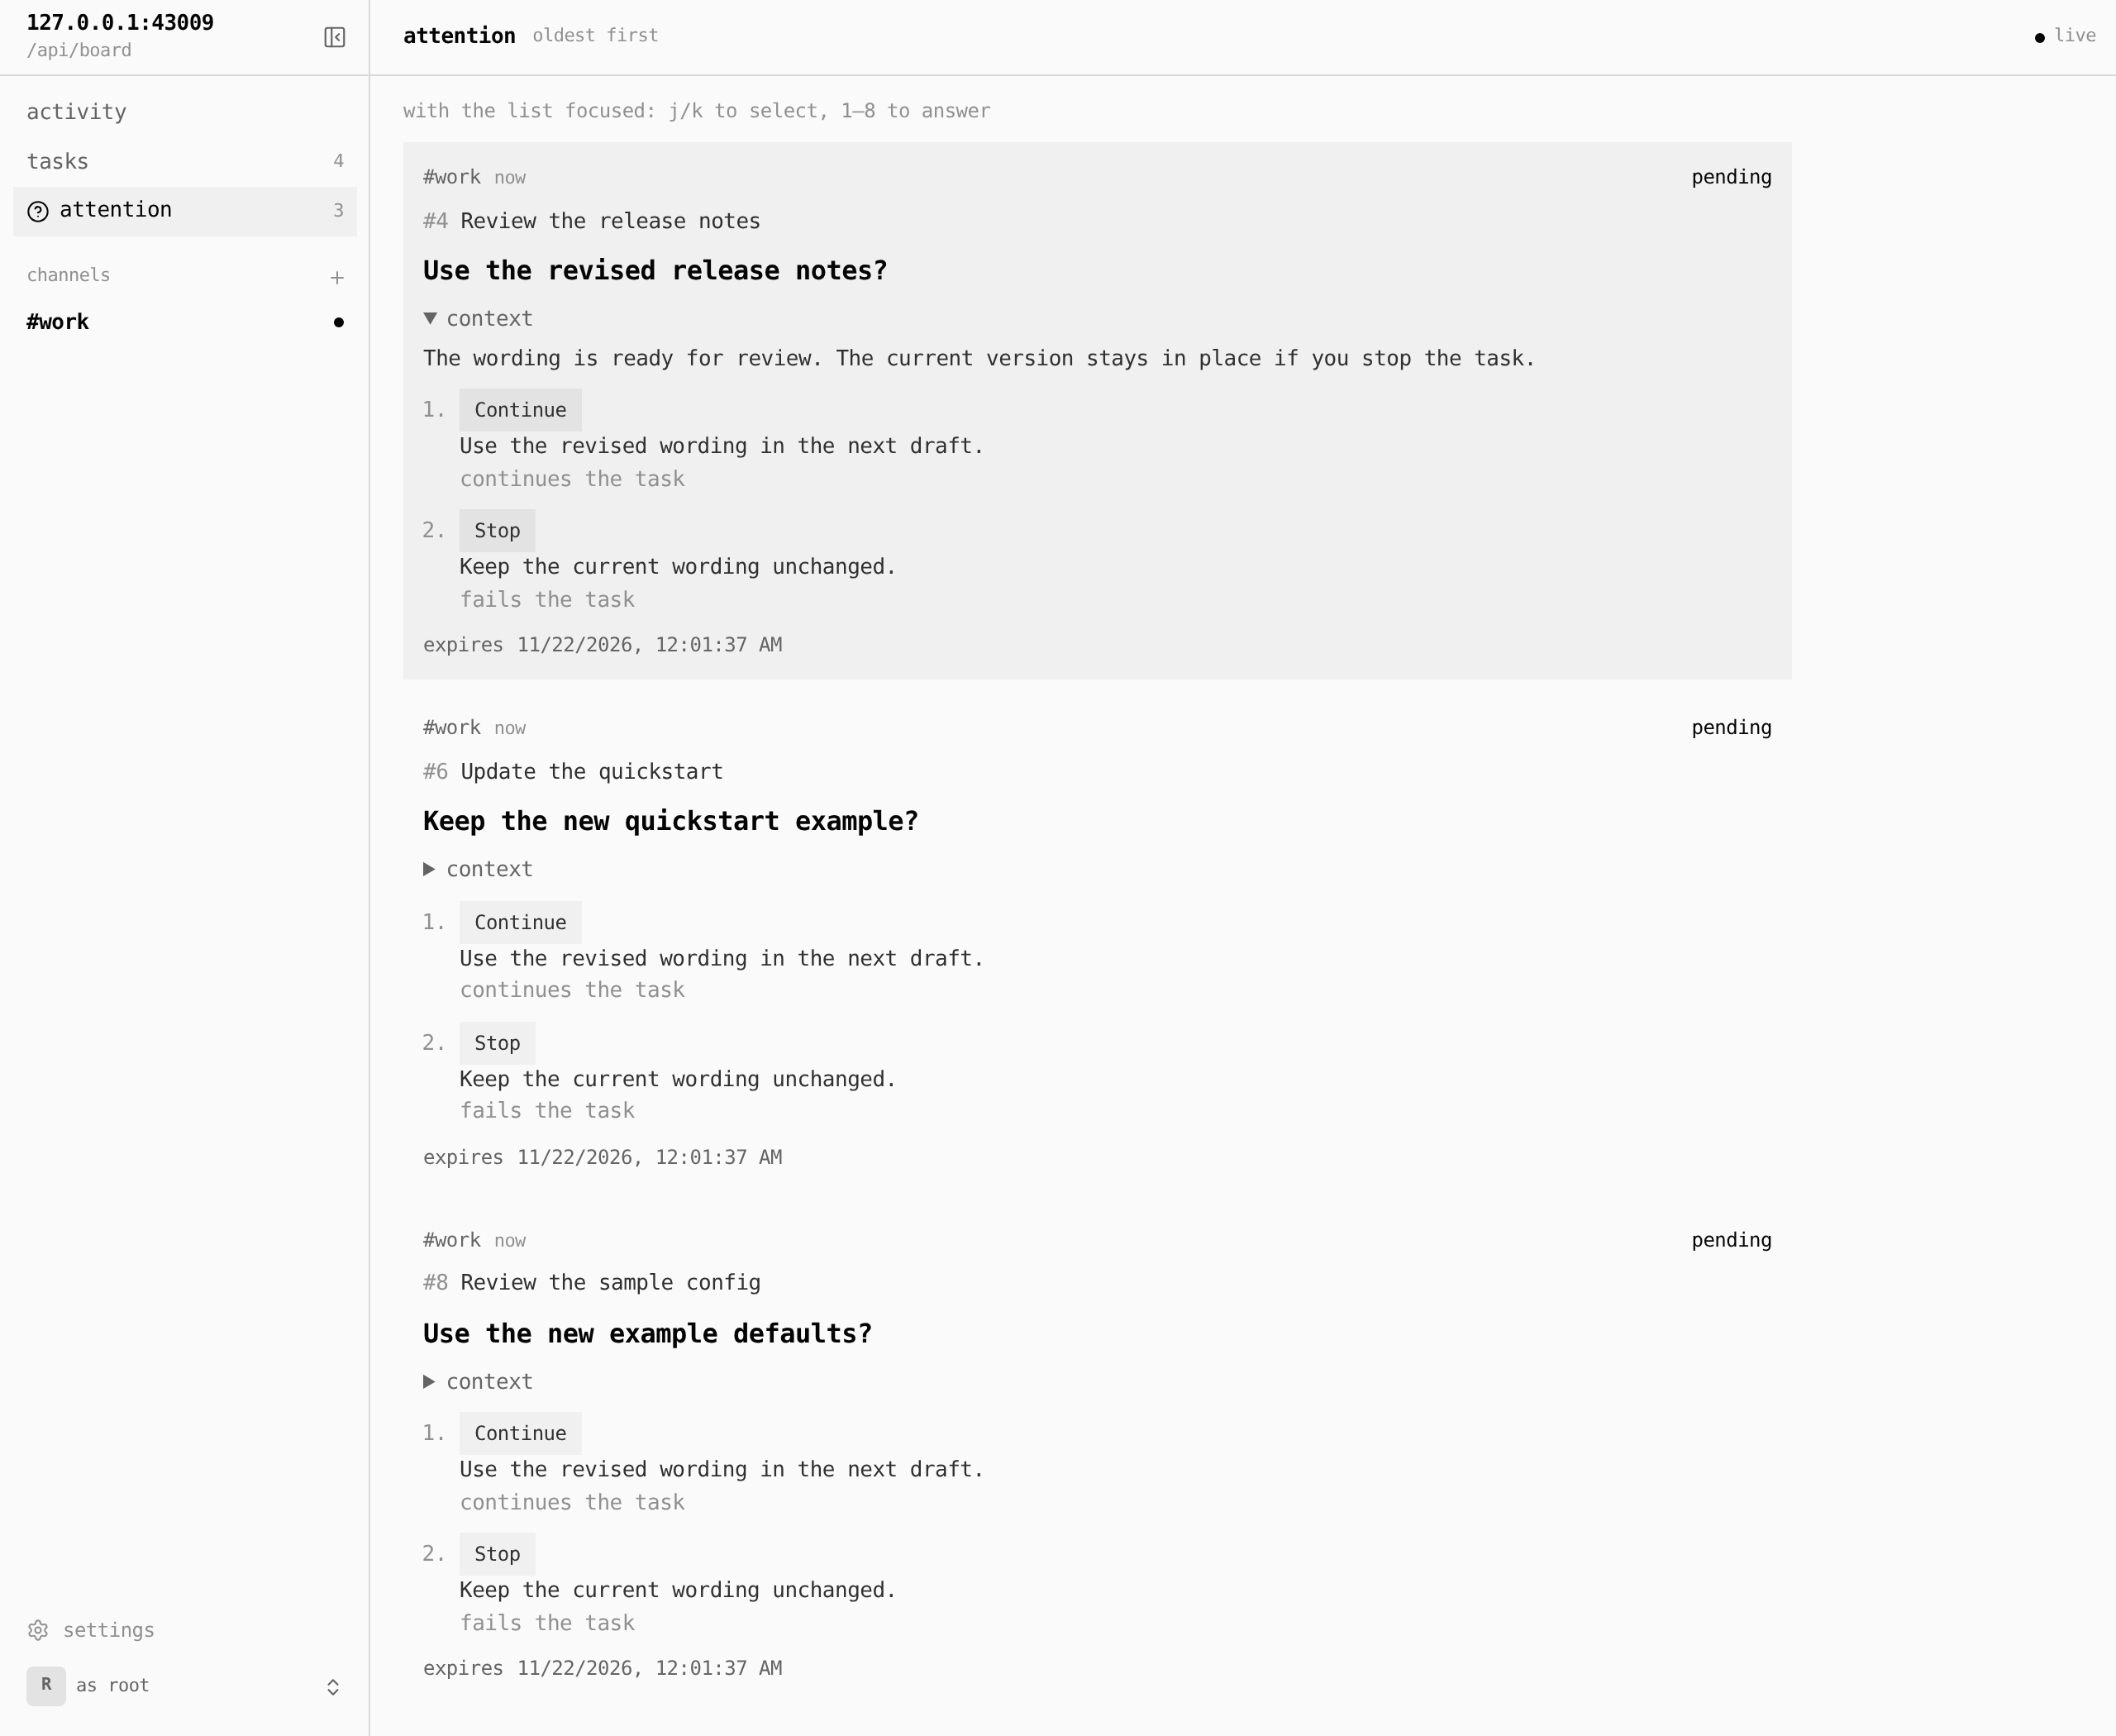 127.0.0.1:43009
/api/board
activity
tasks 4
attention 3
channels +
#work
settings
R as root
attention oldest first
live
with the list focused: j/k to select, 1–8 to answer
#work now pending
#4 Review the release notes
Use the revised release notes?
context
The wording is ready for review. The current version stays in place if you stop the task.
1. Continue
Use the revised wording in the next draft.
continues the task
2. Stop
Keep the current wording unchanged.
fails the task
expires 11/22/2026, 12:01:37 AM
#work now pending
#6 Update the quickstart
Keep the new quickstart example?
context
1. Continue
Use the revised wording in the next draft.
continues the task
2. Stop
Keep the current wording unchanged.
fails the task
expires 11/22/2026, 12:01:37 AM
#work now pending
#8 Review the sample config
Use the new example defaults?
context
1. Continue
Use the revised wording in the next draft.
continues the task
2. Stop
Keep the current wording unchanged.
fails the task
expires 11/22/2026, 12:01:37 AM